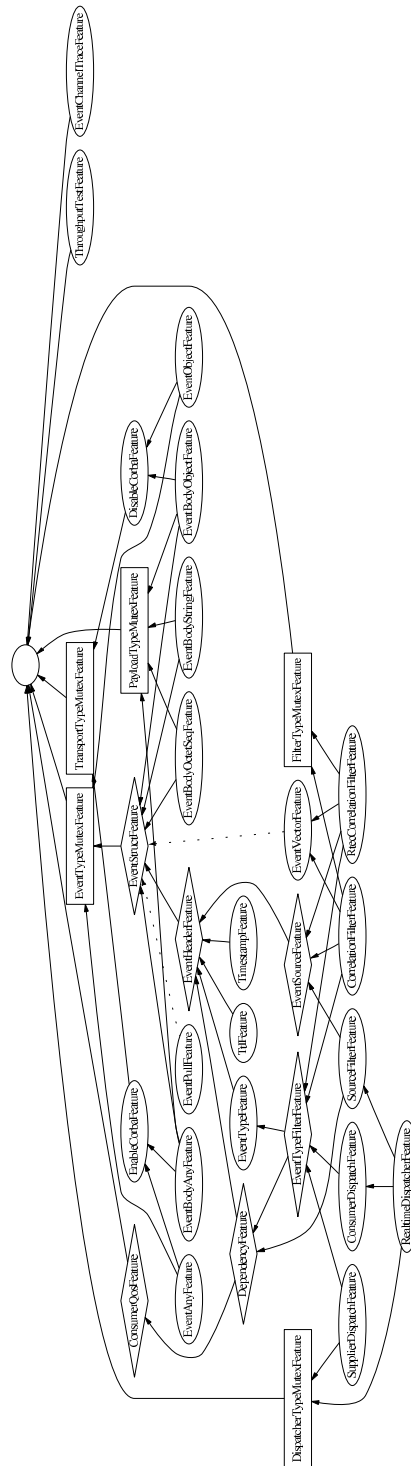 EventChannelTraceFeature
ThroughputTestFeature
EventObjectFeature
DisableCorbaFeature
EventBodyObjectFeature
PayloadTypeMutexFeature
EventBodyStringFeature
TransportTypeMutexFeature
FilterTypeMutexFeature
EventBodyOctetSeqFeature
EventTypeMutexFeature
EventStructFeature
EventVectorFeature
RtecCorrelationFilterFeature
EventHeaderFeature
TimestampFeature
EventSourceFeature
CorrelationFilterFeature
TtlFeature
EventPullFeature
EventTypeFeature
EventTypeFilterFeature
SourceFilterFeature
EnableCorbaFeature
EventBodyAnyFeature
ConsumerDispatchFeature
RealtimeDispatcherFeature
DependencyFeature
ConsumerQosFeature
EventAnyFeature
SupplierDispatchFeature
DispatcherTypeMutexFeature